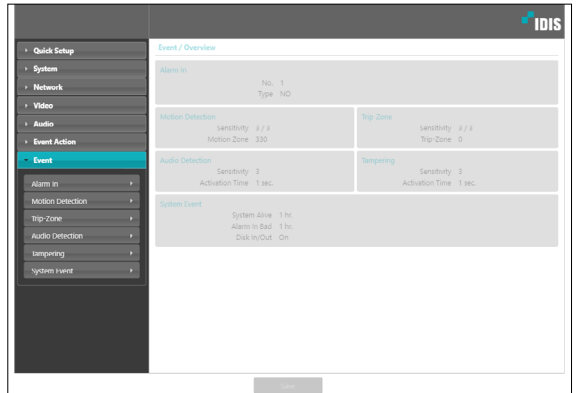 IDIS
Quick Setup
System
Network
Video
Audio
Event Action
Event
Alarm In
Motion Detection
Trip-Zone
Audio Detection
Tampering
System Event
Event / Overview
Alarm In
No. 1
Type NO
Motion Detection
Sensitivity 3 / 3
Motion Zone 330
Trip-Zone
Sensitivity 3 / 3
Trip-Zone 0
Audio Detection
Sensitivity 3
Activation Time 1 sec.
Tampering
Sensitivity 3
Activation Time 1 sec.
System Event
System Alive 1 hr.
Alarm In Bad 1 hr.
Disk In/Out On
Save